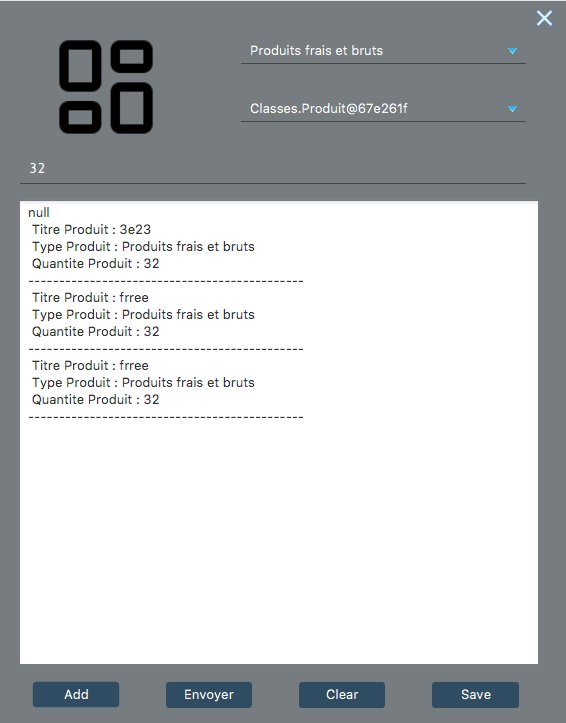 Produits frais et bruts
Classes.Produit@67e261f
32
null
Titre Produit : 3e23
Type Produit : Produits frais et bruts
Quantite Produit : 32
--------------------------------------------
Titre Produit : frree
Type Produit : Produits frais et bruts
Quantite Produit : 32
--------------------------------------------
Titre Produit : frree
Type Produit : Produits frais et bruts
Quantite Produit : 32
--------------------------------------------
Add Envoyer Clear Save